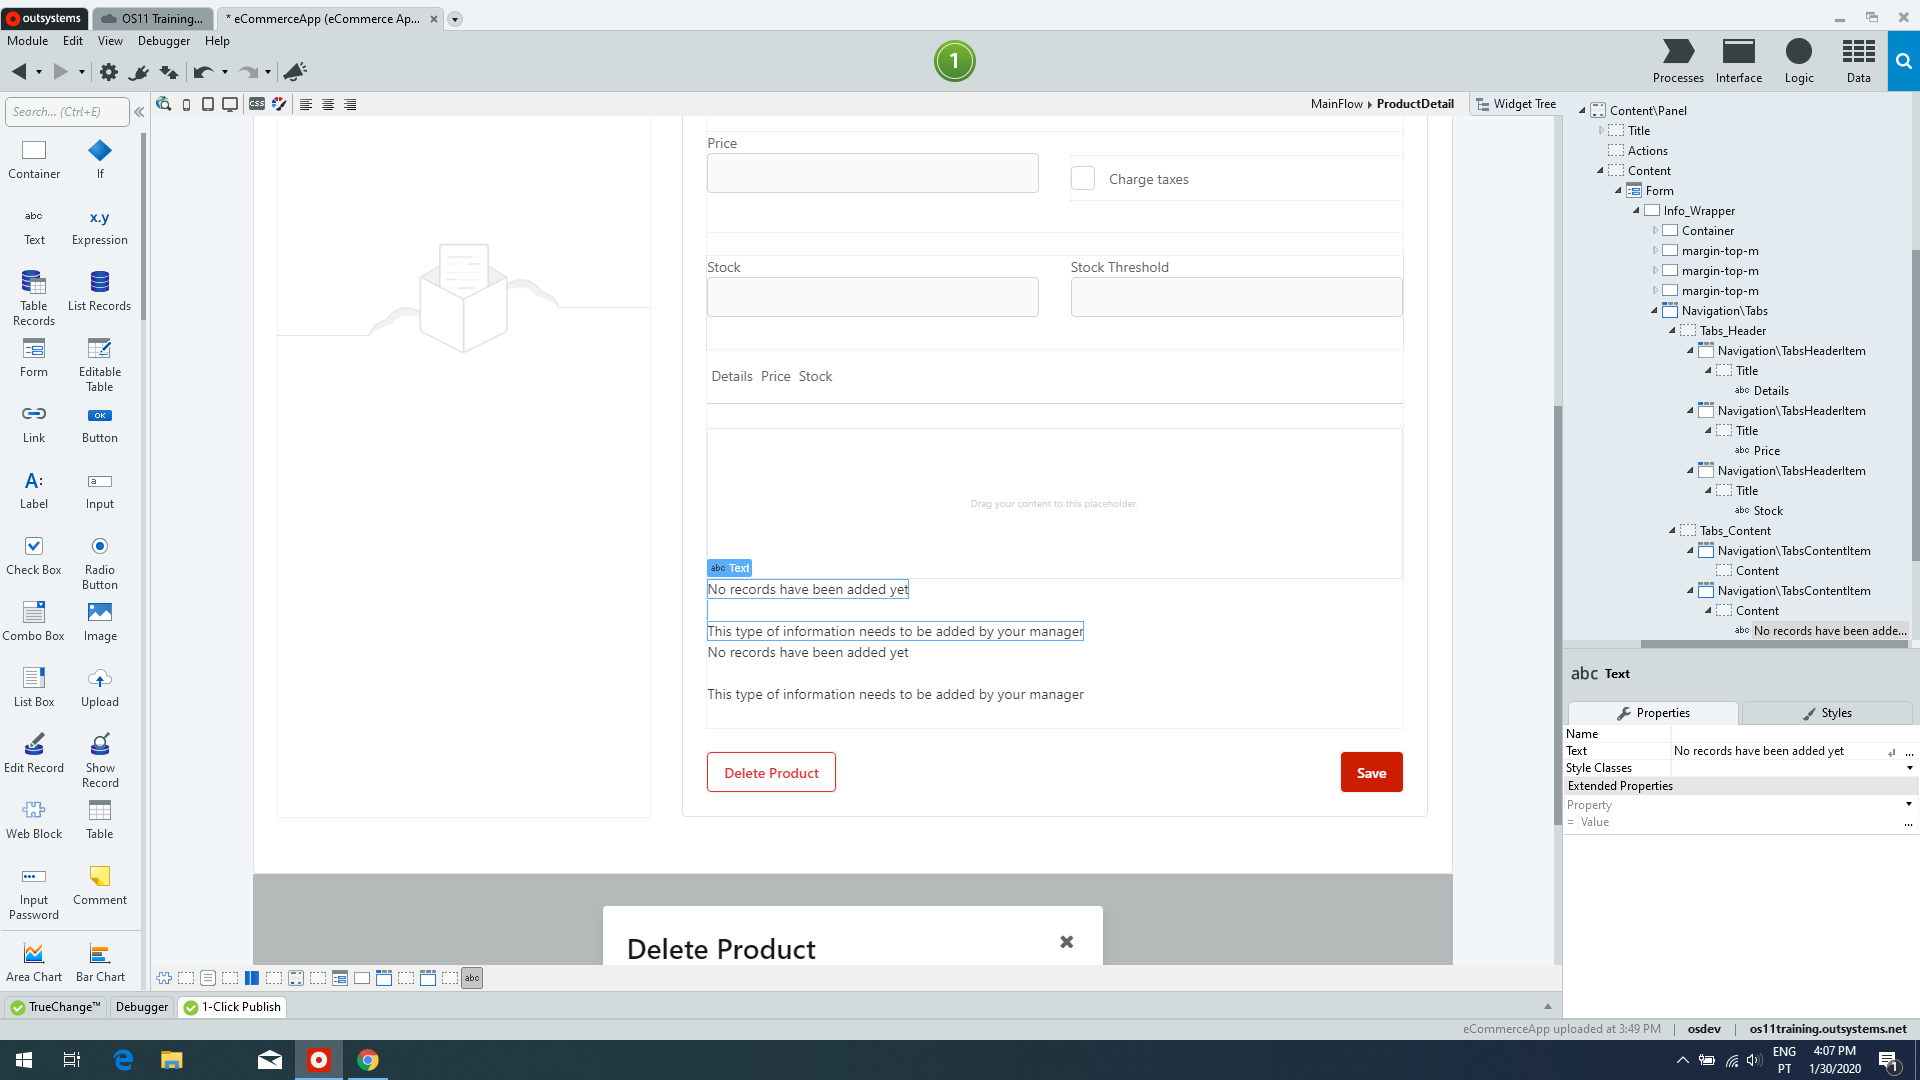 outsystems
OS11 Training...
* eCommerceApp (eCommerce Ap...
Module Edit View Debugger Help
1
Processes Interface Logic Data
Search... (Ctrl+E)
CSS
MainFlow ProductDetail
Widget Tree
Container If
Text Expression
Table Records List Records
Form Editable Table
Link Button
Label Input
Check Box Radio Button
Combo Box Image
List Box Upload
Edit Record Show Record
Web Block Table
Input Password Comment
Area Chart Bar Chart
abc
x.y
OK
A:
a
Price
Charge taxes
Stock Stock Threshold
Details Price Stock
Drag your content to this placeholder.
abc Text
No records have been added yet
This type of information needs to be added by your manager
No records have been added yet
This type of information needs to be added by your manager
Delete Product Save
Delete Product
abc
Content\Panel
Title
Actions
Content
Form
Info_Wrapper
Container
margin-top-m
margin-top-m
margin-top-m
Navigation\Tabs
Tabs_Header
Navigation\TabsHeaderItem
Title
abc Details
Navigation\TabsHeaderItem
Title
abc Price
Navigation\TabsHeaderItem
Title
abc Stock
Tabs_Content
Navigation\TabsContentItem
Content
Navigation\TabsContentItem
Content
abc No records have been adde...
abc Text
Properties Styles
Name
Text No records have been added yet ...
Style Classes
Extended Properties
Property
= Value ...
TrueChange™ Debugger 1-Click Publish
eCommerceApp uploaded at 3:49 PM | osdev | os11training.outsystems.net
ENG 4:07 PM
PT 1/30/2020
1